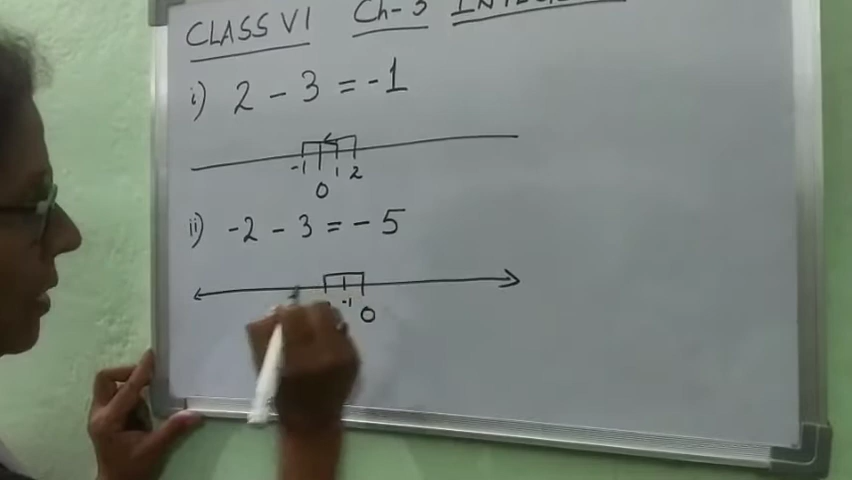 CLASS VI Ch-3
i) 2 - 3 = -1
-1 0 1 2
ii) -2 - 3 = -5
-1 0